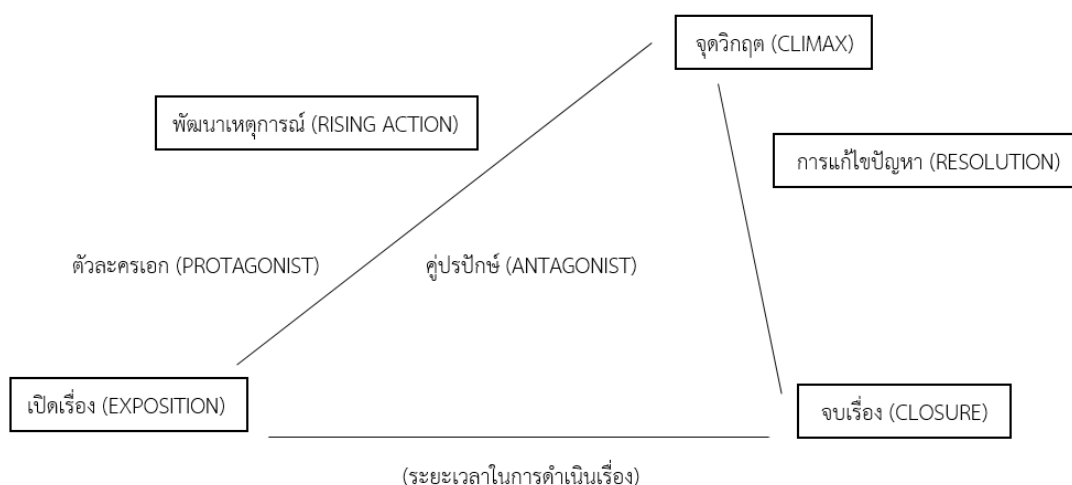 จุดวิกฤต (CLIMAX)
พัฒนาเหตุการณ์ (RISING ACTION)
การแก้ไขปัญหา (RESOLUTION)
ตัวละครเอก (PROTAGONIST)
คู่ปรปักษ์ (ANTAGONIST)
เปิดเรื่อง (EXPOSITION)
จบเรื่อง (CLOSURE)
(ระยะเวลาในการดำเนินเรื่อง)